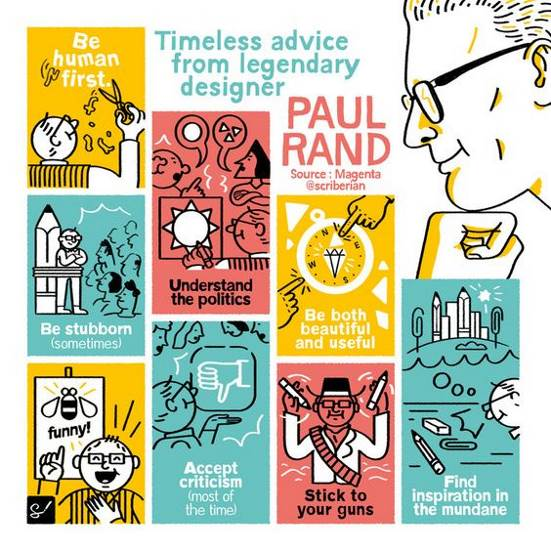 Timeless advice
from legendary
designer
PAUL
RAND
Source : Magenta
@scriberian
Be
human
first.
Understand
the politics
N
E
S
W
Be both
beautiful
and useful
Be stubborn
(sometimes)
funny!
Accept
criticism
(most of
the time)
Stick to
your guns
Find
inspiration in
the mundane